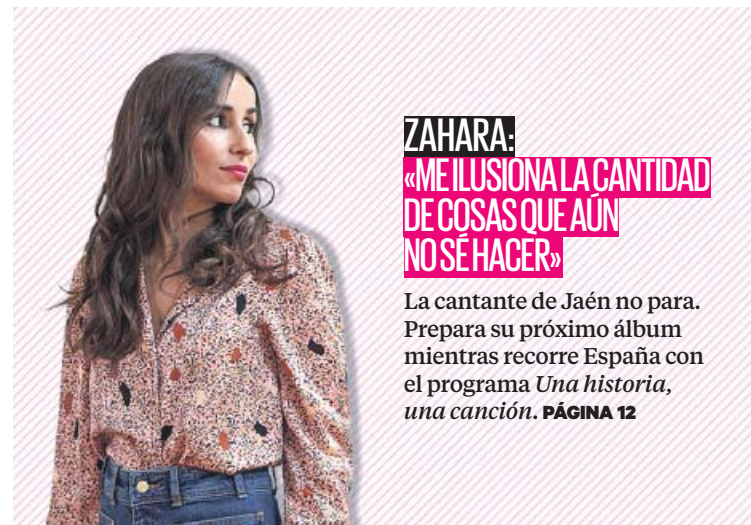 ZAHARA:
«ME ILUSIONA LA CANTIDAD
DE COSAS QUE AÚN
NO SÉ HACER»
La cantante de Jaén no para.
Prepara su próximo álbum
mientras recorre España con
el programa Una historia,
una canción. PÁGINA 12